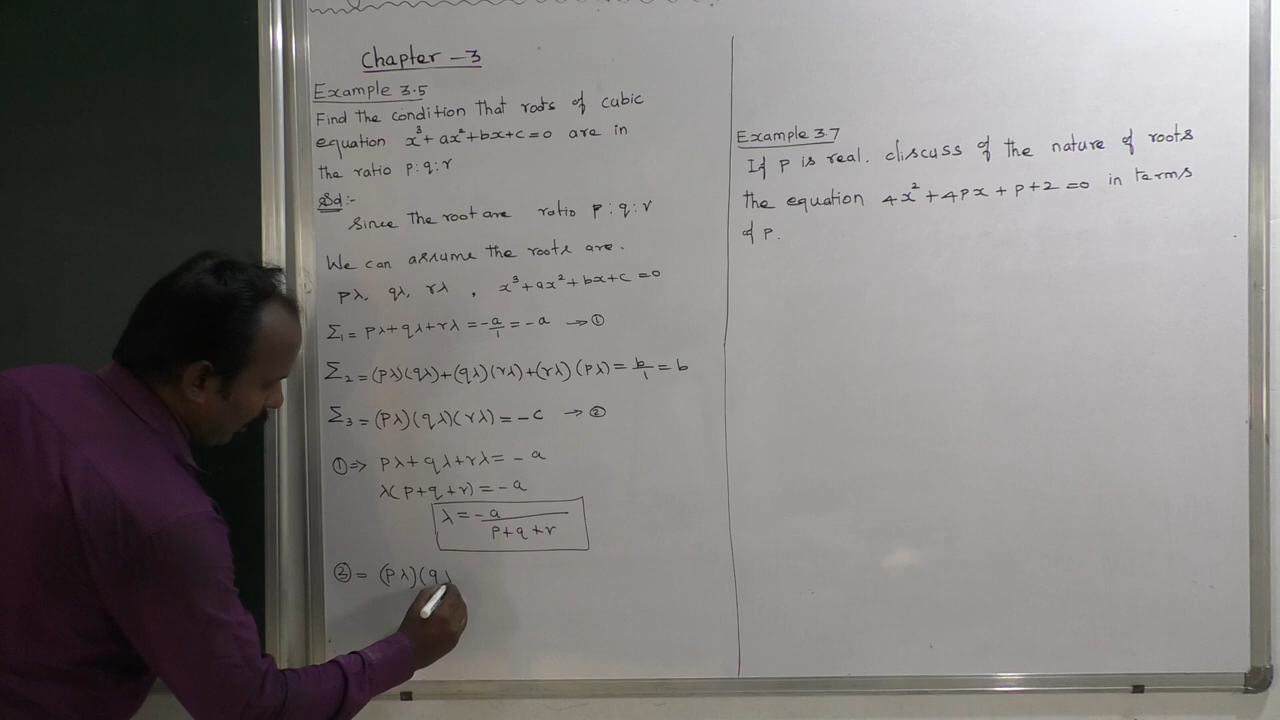 Chapter - 3
Example 3.5
Find the condition that roots of cubic
equation x³ + ax² + bx + c = 0 are in
the ratio p : q : r
Sol :-
Since the root are ratio p : q : r
We can assume the roots are.
pλ, qλ, rλ , x³ + ax² + bx + c = 0
Σ₁ = pλ + qλ + rλ = -a/1 = -a → ①
Σ₂ = (pλ)(qλ) + (qλ)(rλ) + (rλ)(pλ) = b/1 = b
Σ₃ = (pλ)(qλ)(rλ) = -c → ②
① ⇒ pλ + qλ + rλ = -a
λ(p + q + r) = -a
λ = -a/p + q + r
② = (pλ)(qλ
Example 3.7
If P is real. discuss of the nature of roots
the equation 4x² + 4px + p + 2 = 0 in terms
of P.